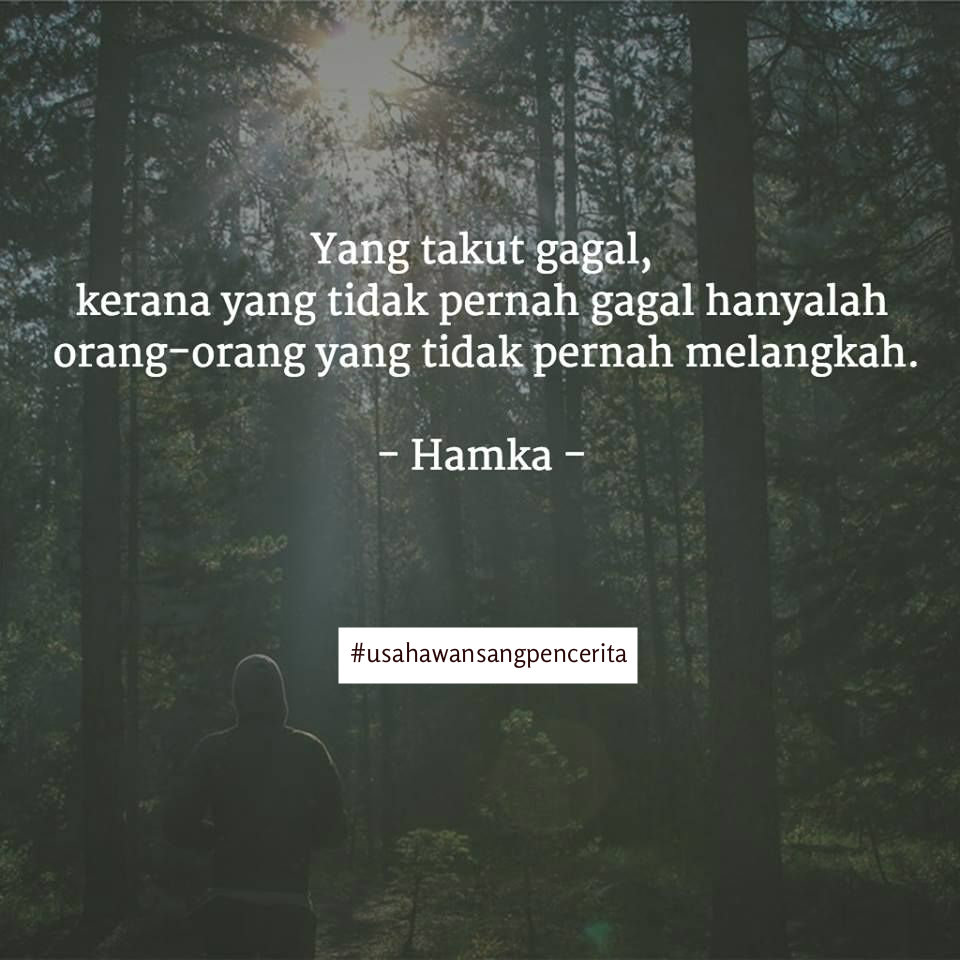 Yang takut gagal,
kerana yang tidak pernah gagal hanyalah
orang-orang yang tidak pernah melangkah.
- Hamka -
#usahawansangpencerita